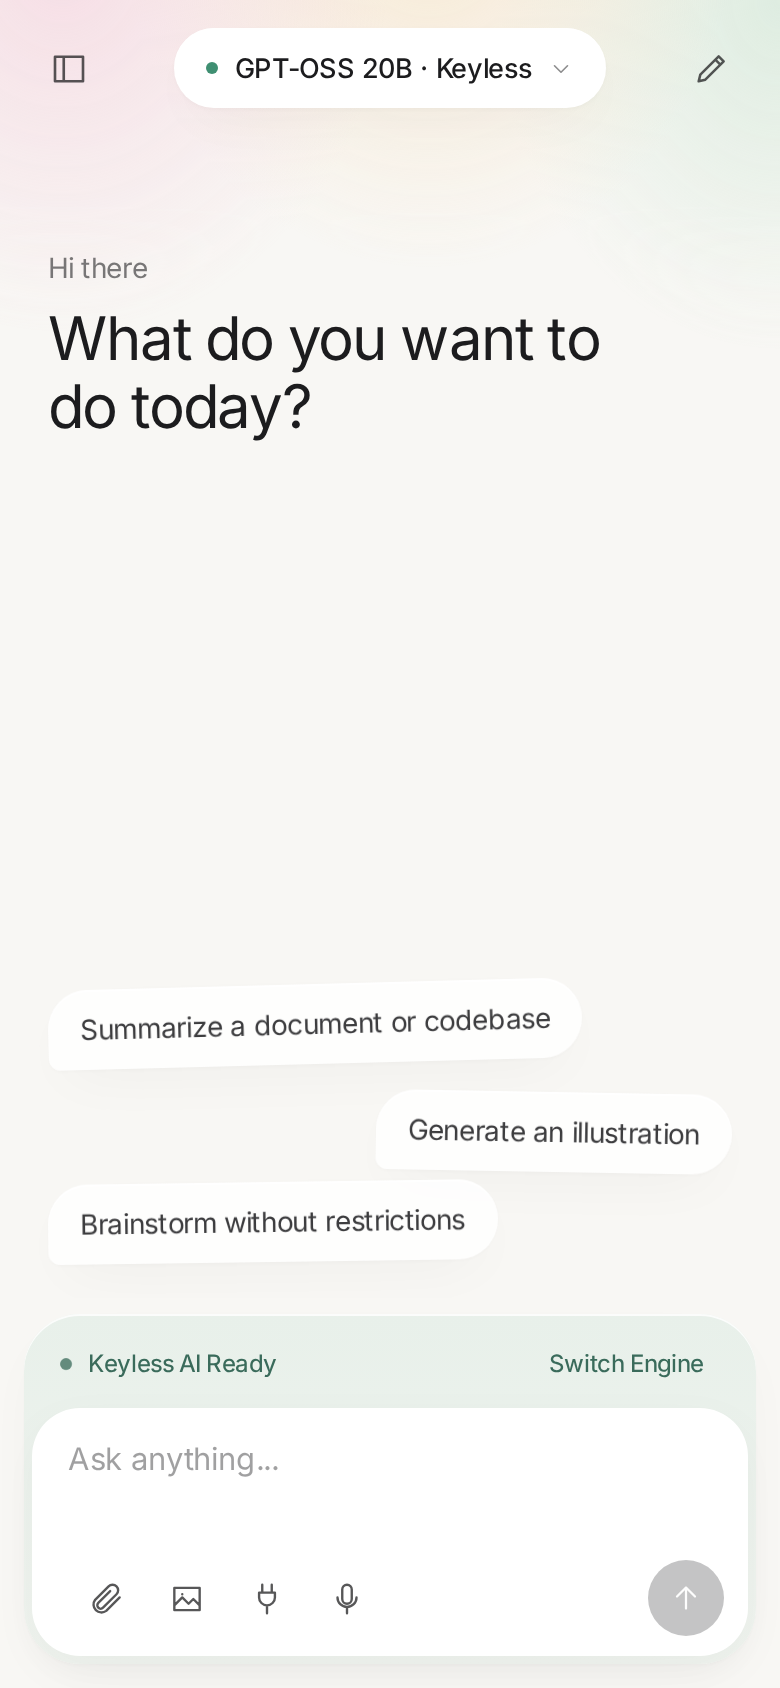 GPT-OSS 20B · Keyless
Hi there
What do you want to
do today?
Summarize a document or codebase
Generate an illustration
Brainstorm without restrictions
Keyless AI Ready
Switch Engine
Ask anything...